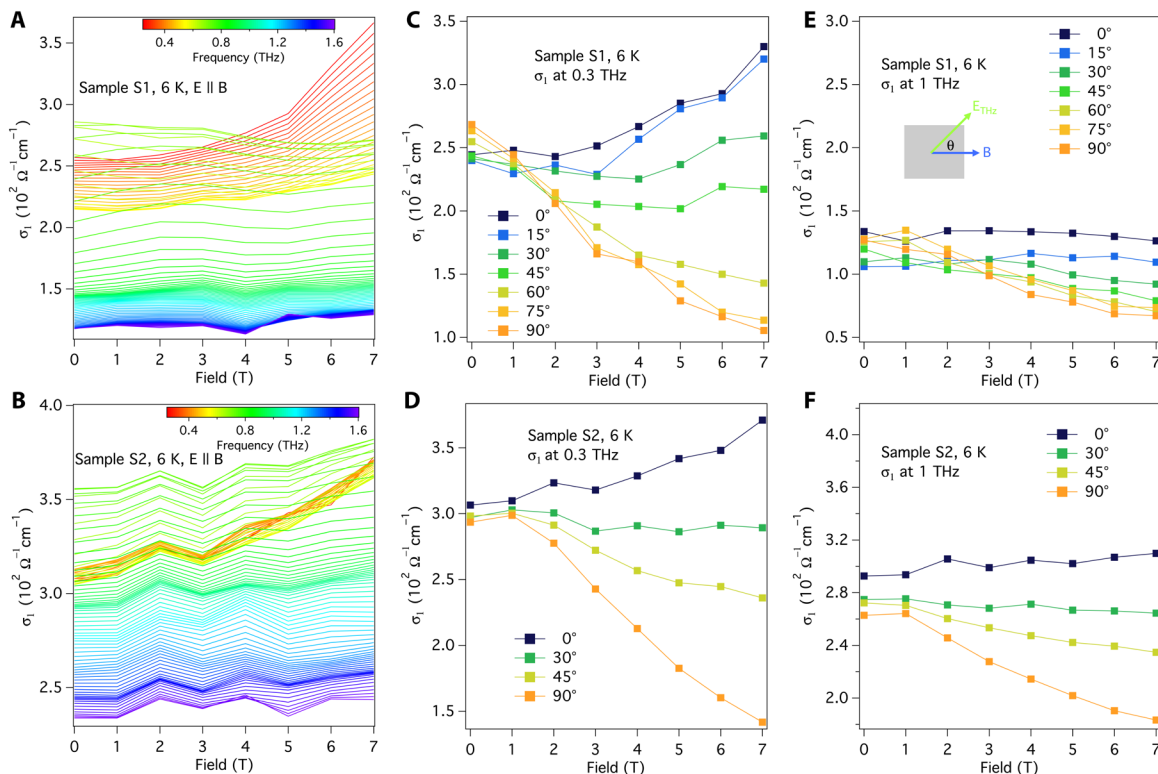 A
0.4 0.8 1.2 1.6
Frequency (THz)
Sample S1, 6 K, E || B
3.5
3.0
2.5
2.0
1.5
σ₁ (10² Ω⁻¹cm⁻¹)
0 1 2 3 4 5 6 7
Field (T)
B
0.4 0.8 1.2 1.6
Frequency (THz)
Sample S2, 6 K, E || B
4.0
3.5
3.0
2.5
σ₁ (10² Ω⁻¹cm⁻¹)
0 1 2 3 4 5 6 7
Field (T)
C
Sample S1, 6 K
σ₁ at 0.3 THz
3.5
3.0
2.5
2.0
1.5
1.0
σ₁ (10² Ω⁻¹cm⁻¹)
0°
15°
30°
45°
60°
75°
90°
0 1 2 3 4 5 6 7
Field (T)
D
Sample S2, 6 K
σ₁ at 0.3 THz
3.5
3.0
2.5
2.0
1.5
σ₁ (10² Ω⁻¹cm⁻¹)
0°
30°
45°
90°
0 1 2 3 4 5 6 7
Field (T)
E
Sample S1, 6 K
σ₁ at 1 THz
0°
15°
30°
45°
60°
75°
90°
E_THz
θ
B
3.0
2.5
2.0
1.5
1.0
0.5
σ₁ (10² Ω⁻¹cm⁻¹)
0 1 2 3 4 5 6 7
Field (T)
F
Sample S2, 6 K
σ₁ at 1 THz
0°
30°
45°
90°
4.0
3.6
3.2
2.8
2.4
2.0
σ₁ (10² Ω⁻¹cm⁻¹)
0 1 2 3 4 5 6 7
Field (T)